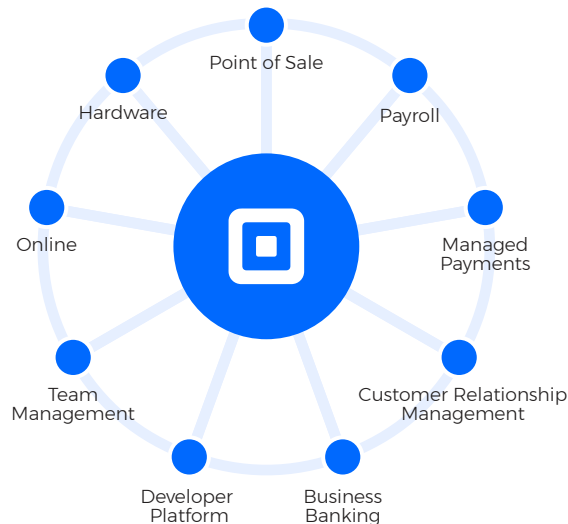 Point of Sale
Hardware
Payroll
Online
Managed
Payments
Team
Management
Customer Relationship
Management
Developer
Platform
Business
Banking